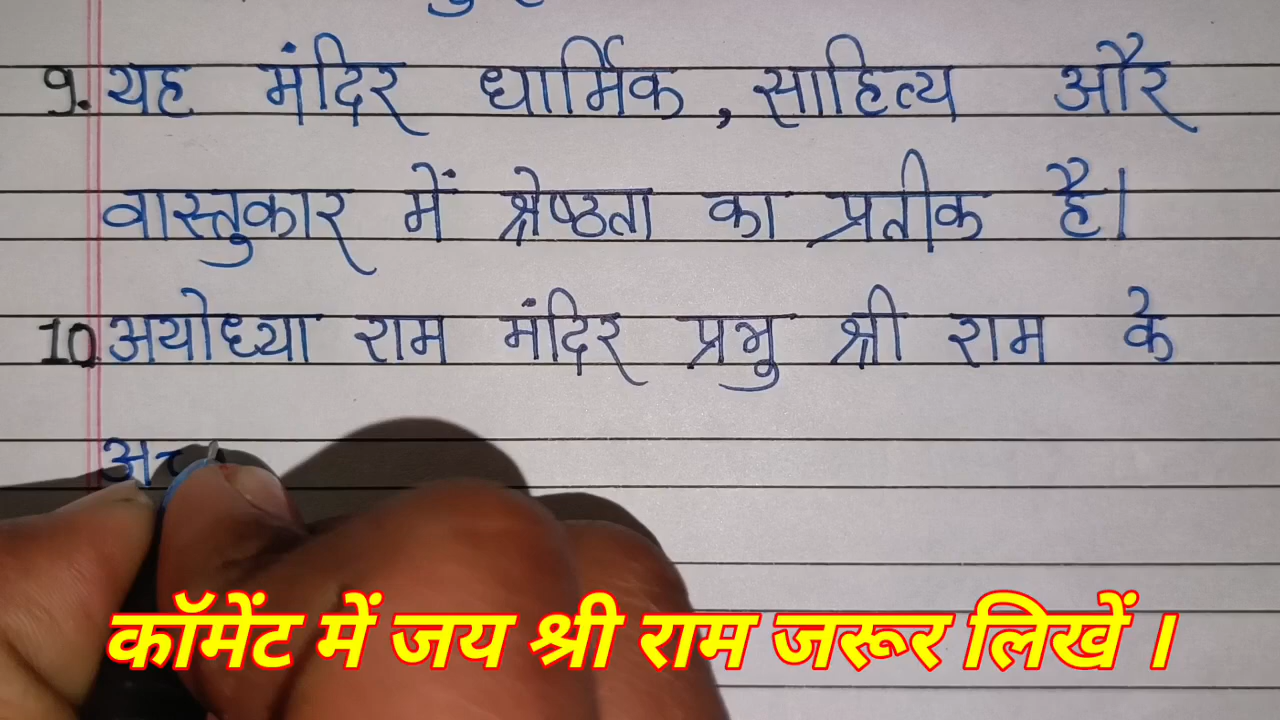 9. यह मंदिर धार्मिक, साहित्य और
वास्तुकार में श्रेष्ठता का प्रतीक है।
10 अयोध्या राम मंदिर प्रभु श्री राम के
कॉमेंट में जय श्री राम जरूर लिखें ।